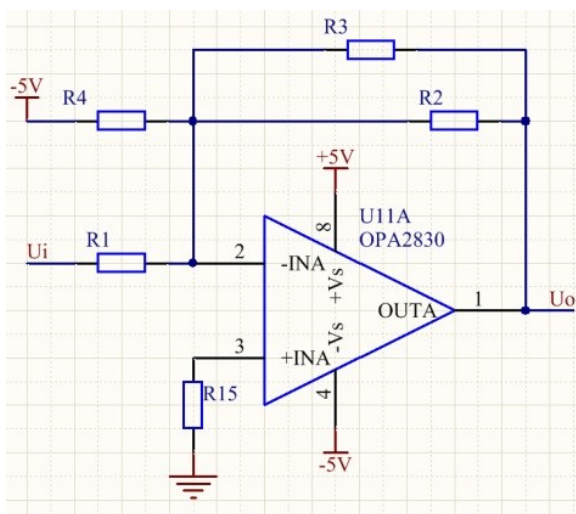 R3
-5V
R4
R2
+5V
8
U11A
OPA2830
Ui
R1
2
-INA
+Vs
OUTA
1
Uo
3
+INA
-Vs
R15
4
-5V